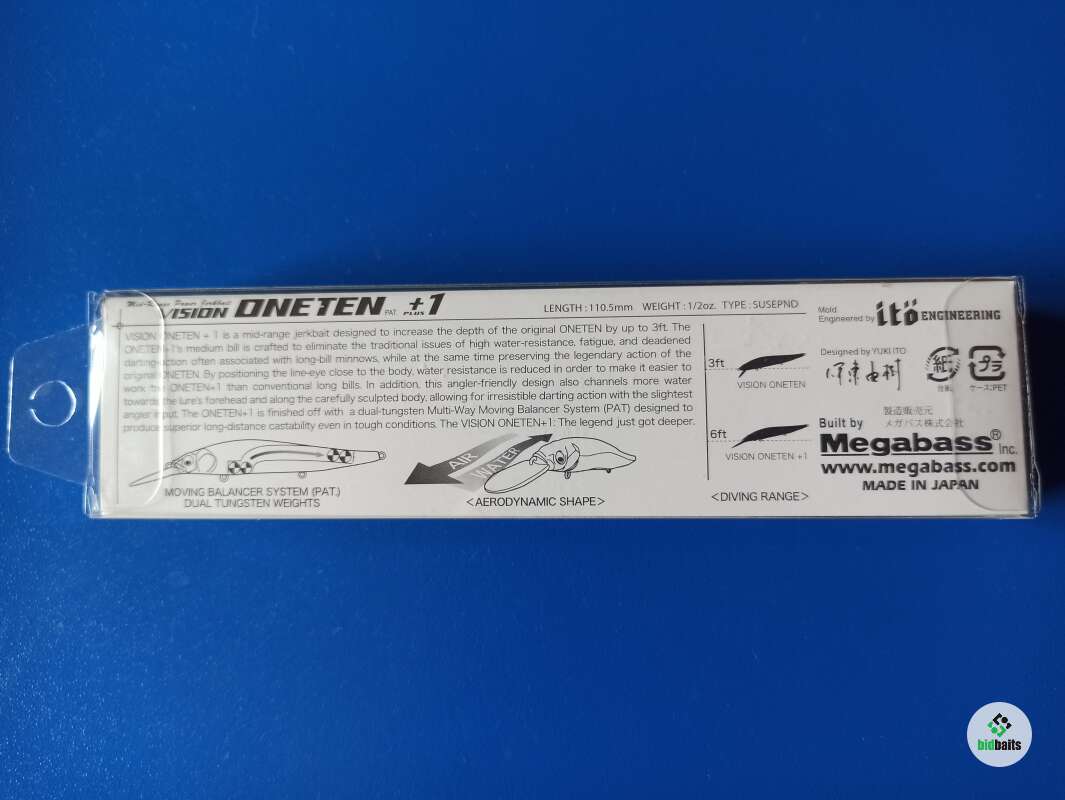 Mid-Range Power Jerkbait
VISION ONETEN PAT. +1 PLUS
LENGTH : 110.5mm WEIGHT : 1/2oz. TYPE : SUSEPND
VISION ONETEN + 1 is a mid-range jerkbait designed to increase the depth of the original ONETEN by up to 3ft. The
ONETEN+1's medium bill is crafted to eliminate the traditional issues of high water-resistance, fatigue, and deadened
darting action often associated with long-bill minnows, while at the same time preserving the legendary action of the
original ONETEN. By positioning the line-eye close to the body, water resistance is reduced in order to make it easier to
work the ONETEN+1 than conventional long bills. In addition, this angler-friendly design also channels more water
towards the lure's forehead and along the carefully sculpted body, allowing for irresistible darting action with the slightest
angler input. The ONETEN+1 is finished off with a dual-tungsten Multi-Way Moving Balancer System (PAT) designed to
produce superior long-distance castability even in tough conditions. The VISION ONETEN+1: The legend just got deeper.
MOVING BALANCER SYSTEM (PAT.)
DUAL TUNGSTEN WEIGHTS
AIR
WATER
<AERODYNAMIC SHAPE>
3ft
VISION ONETEN
6ft
VISION ONETEN +1
<DIVING RANGE>
Mold
Engineered by itö ENGINEERING
Designed by YUKI ITO
伊東由樹
紙
プラ
台紙
ケース:PET
製造販売元
メガバス株式会社
Built by
Megabass® Inc.
www.megabass.com
MADE IN JAPAN
bidbaits